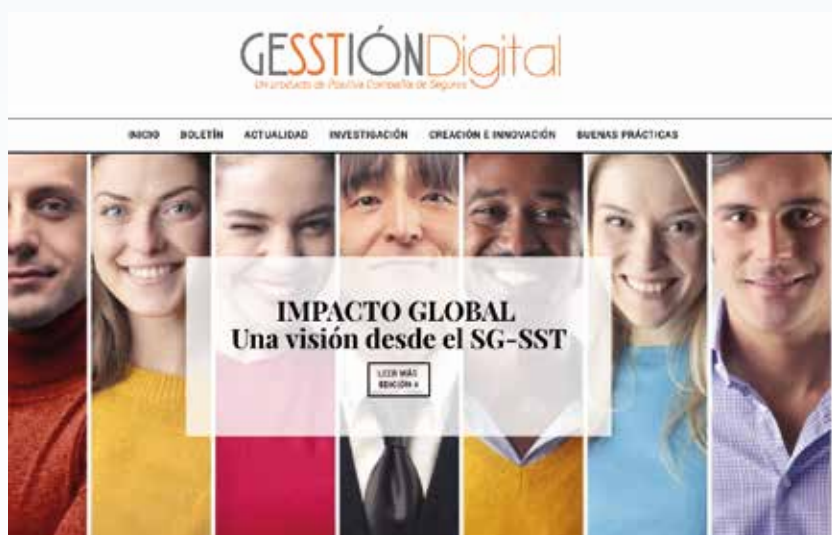 GESSTIÓNDigital
Un producto de Positiva Compañía de Seguros
INICIO BOLETÍN ACTUALIDAD INVESTIGACIÓN CREACIÓN E INNOVACIÓN BUENAS PRÁCTICAS
IMPACTO GLOBAL
Una visión desde el SG-SST
LEER MÁS
EDICIÓN